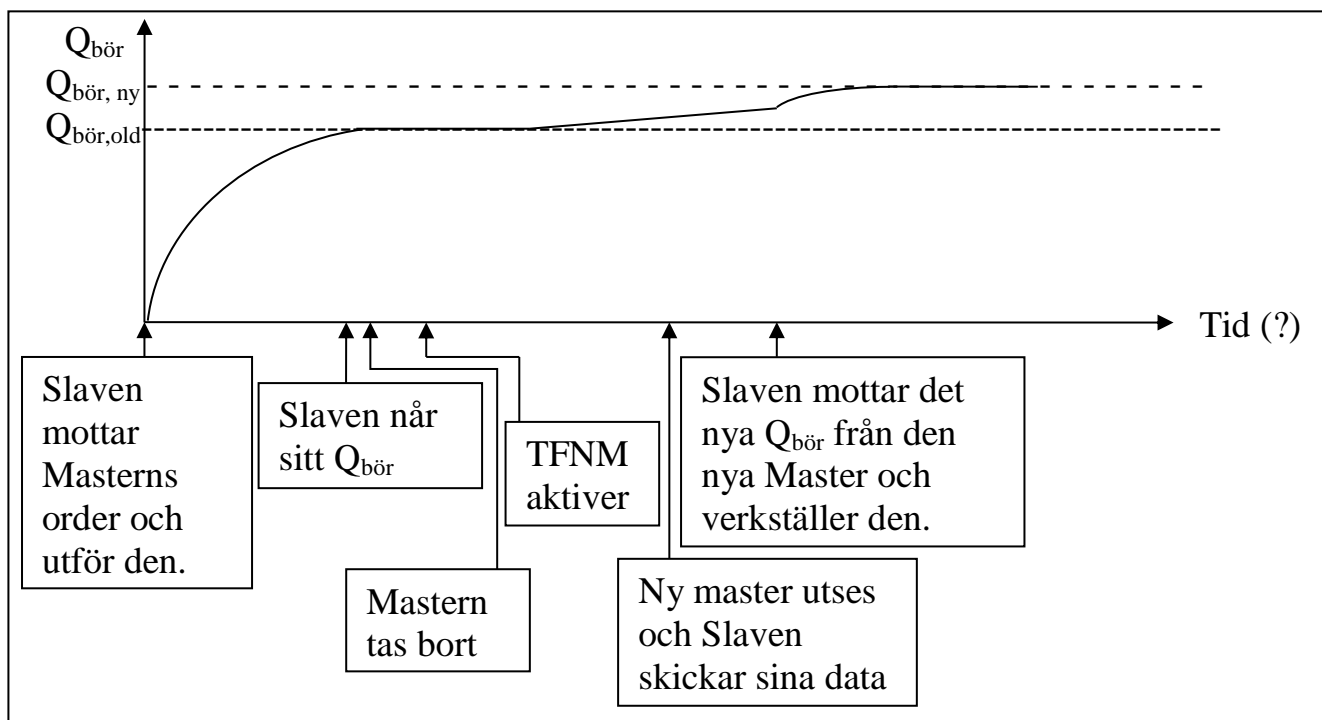 Qbör
Qbör, ny
Qbör,old
Tid (?)
Slaven
mottar
Masterns
order och
utför den.
Slaven når
sitt Qbör
Mastern
tas bort
TFNM
aktiver
Ny master utses
och Slaven
skickar sina data
Slaven mottar det
nya Qbör från den
nya Master och
verkställer den.